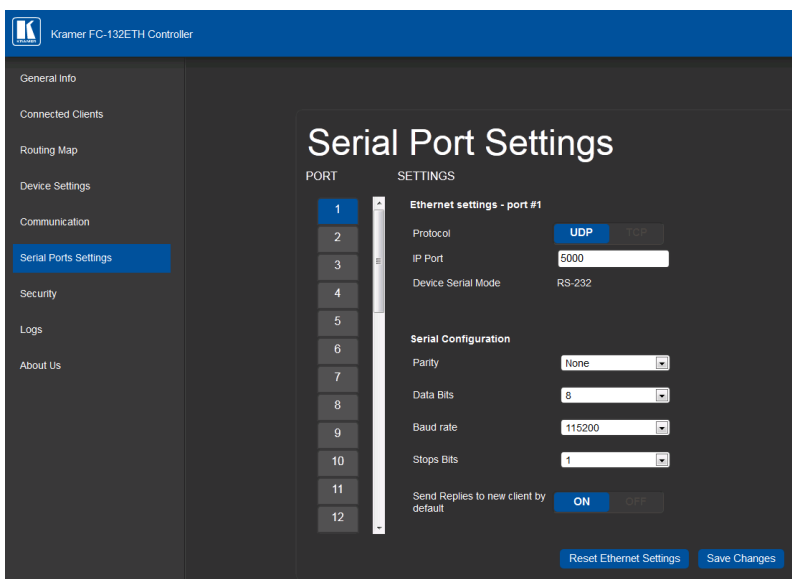 KRAMER
Kramer FC-132ETH Controller
General Info
Connected Clients
Routing Map
Device Settings
Communication
Serial Ports Settings
Security
Logs
About Us
Serial Port Settings
PORT
SETTINGS
1
2
3
4
5
6
7
8
9
10
11
12
Ethernet settings - port #1
Protocol
UDP
TCP
IP Port
5000
Device Serial Mode
RS-232
Serial Configuration
Parity
None
Data Bits
8
Baud rate
115200
Stops Bits
1
Send Replies to new client by
default
ON
OFF
Reset Ethernet Settings
Save Changes